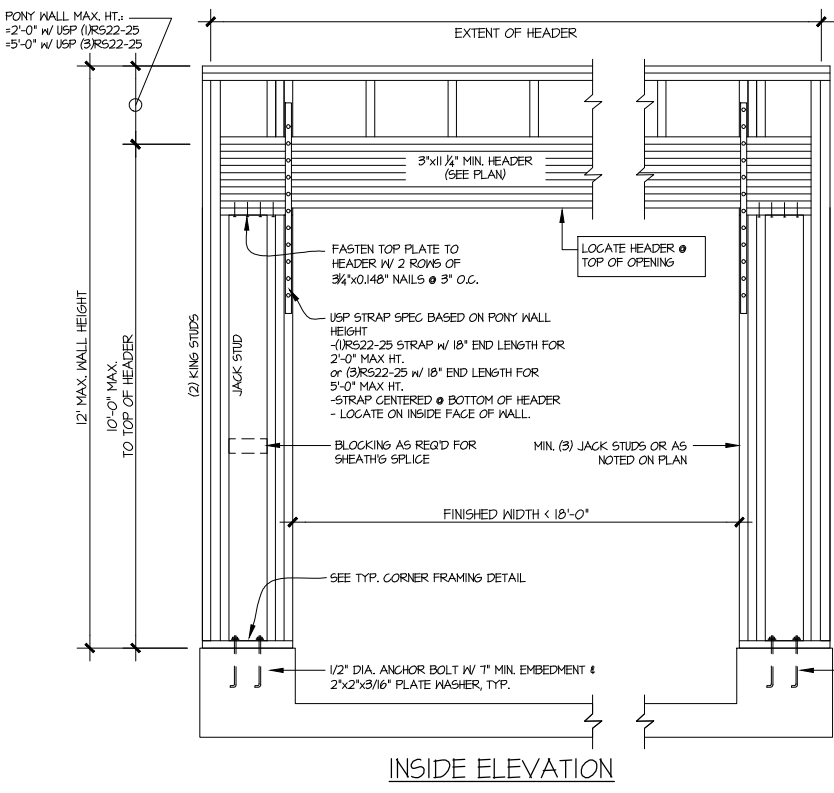 PONY WALL MAX. HT.:
=2'-0" W/ USP (1)RS22-25
=5'-0" W/ USP (3)RS22-25
EXTENT OF HEADER
3"x11 1/4" MIN. HEADER
(SEE PLAN)
FASTEN TOP PLATE TO
HEADER W/ 2 ROWS OF
3 1/4"x0.148" NAILS @ 3" O.C.
LOCATE HEADER @
TOP OF OPENING
USP STRAP SPEC BASED ON PONY WALL
HEIGHT
-(1)RS22-25 STRAP W/ 18" END LENGTH FOR
2'-0" MAX HT.
or (3)RS22-25 W/ 18" END LENGTH FOR
5'-0" MAX HT.
-STRAP CENTERED @ BOTTOM OF HEADER
- LOCATE ON INSIDE FACE OF WALL.
12' MAX. WALL HEIGHT
10'-0" MAX.
TO TOP OF HEADER
(2) KING STUDS
JACK STUD
BLOCKING AS REQ'D FOR
SHEATH'G SPLICE
MIN. (3) JACK STUDS OR AS
NOTED ON PLAN
FINISHED WIDTH < 18'-0"
SEE TYP. CORNER FRAMING DETAIL
1/2" DIA. ANCHOR BOLT W/ 7" MIN. EMBEDMENT &
2"x2"x3/16" PLATE WASHER, TYP.
INSIDE ELEVATION